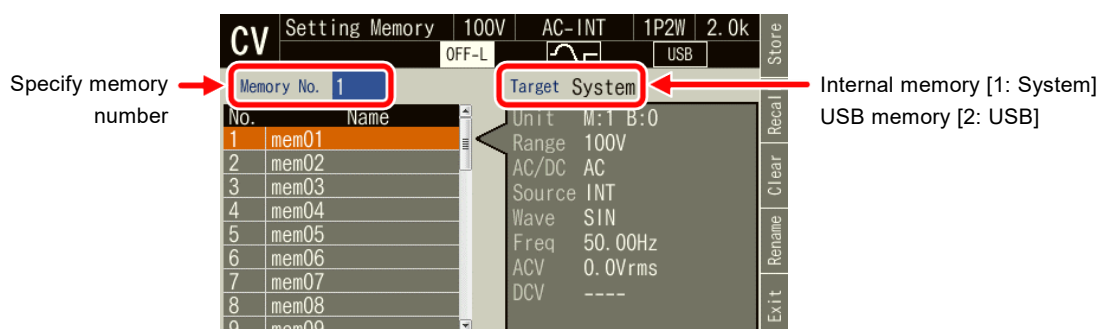 CV Setting Memory 100V AC-INT 1P2W 2.0k
OFF-L USB
Specify memory
number
Memory No. 1
Target System
Internal memory [1: System]
USB memory [2: USB]
No. Name
1 mem01
2 mem02
3 mem03
4 mem04
5 mem05
6 mem06
7 mem07
8 mem08
9 mem09
Unit M:1 B:0
Range 100V
AC/DC AC
Source INT
Wave SIN
Freq 50.00Hz
ACV 0.0Vrms
DCV ----
Store
Recal
Clear
Rename
Exit